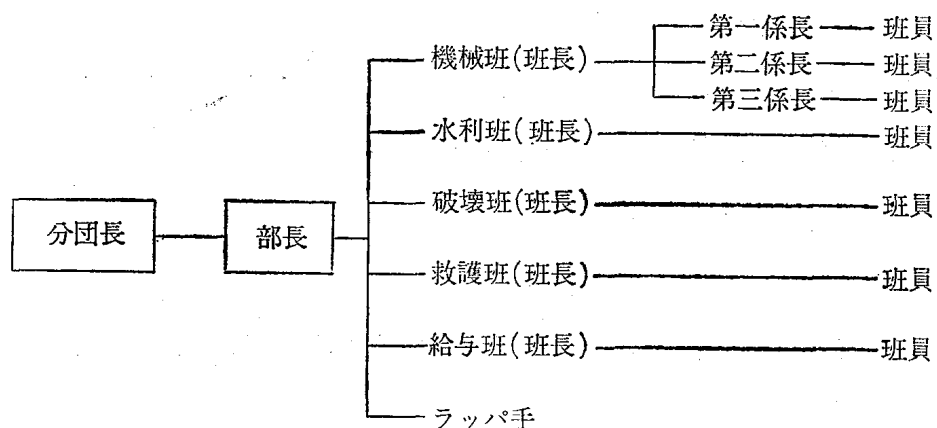 分団長
部長
機械班(班長)
第一係長 班員
第二係長 班員
第三係長 班員
水利班(班長) 班員
破壊班(班長) 班員
救護班(班長) 班員
給与班(班長) 班員
ラッパ手